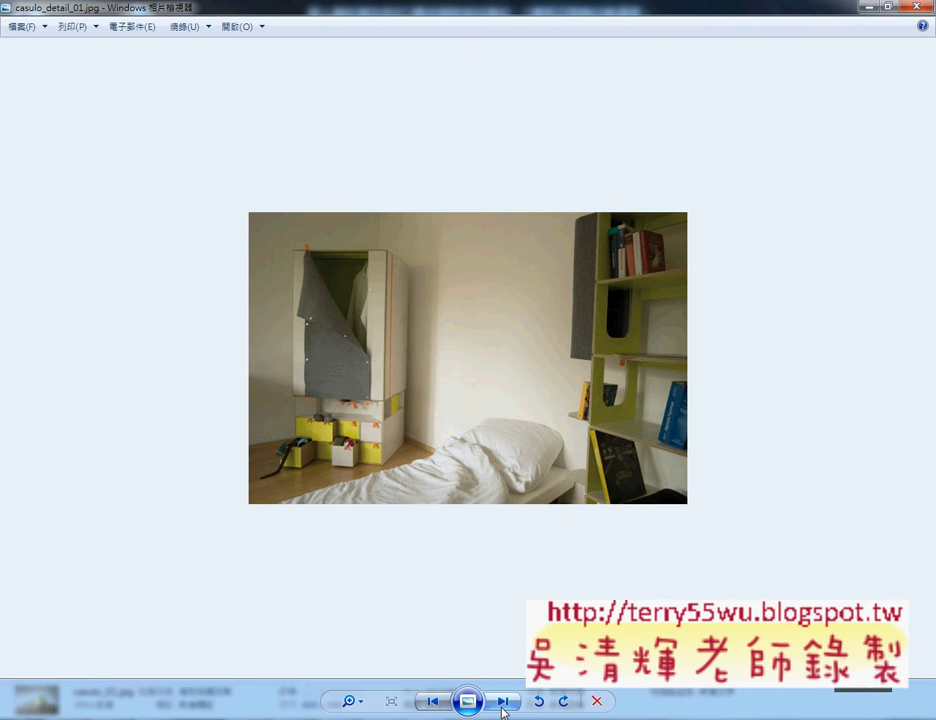 casulo_detail_01.jpg - Windows 相片檢視器
檔案(F) 列印(P) 電子郵件(E) 燒錄(U) 開啟(O)
http://terry55wu.blogspot.tw
吳清輝老師錄製